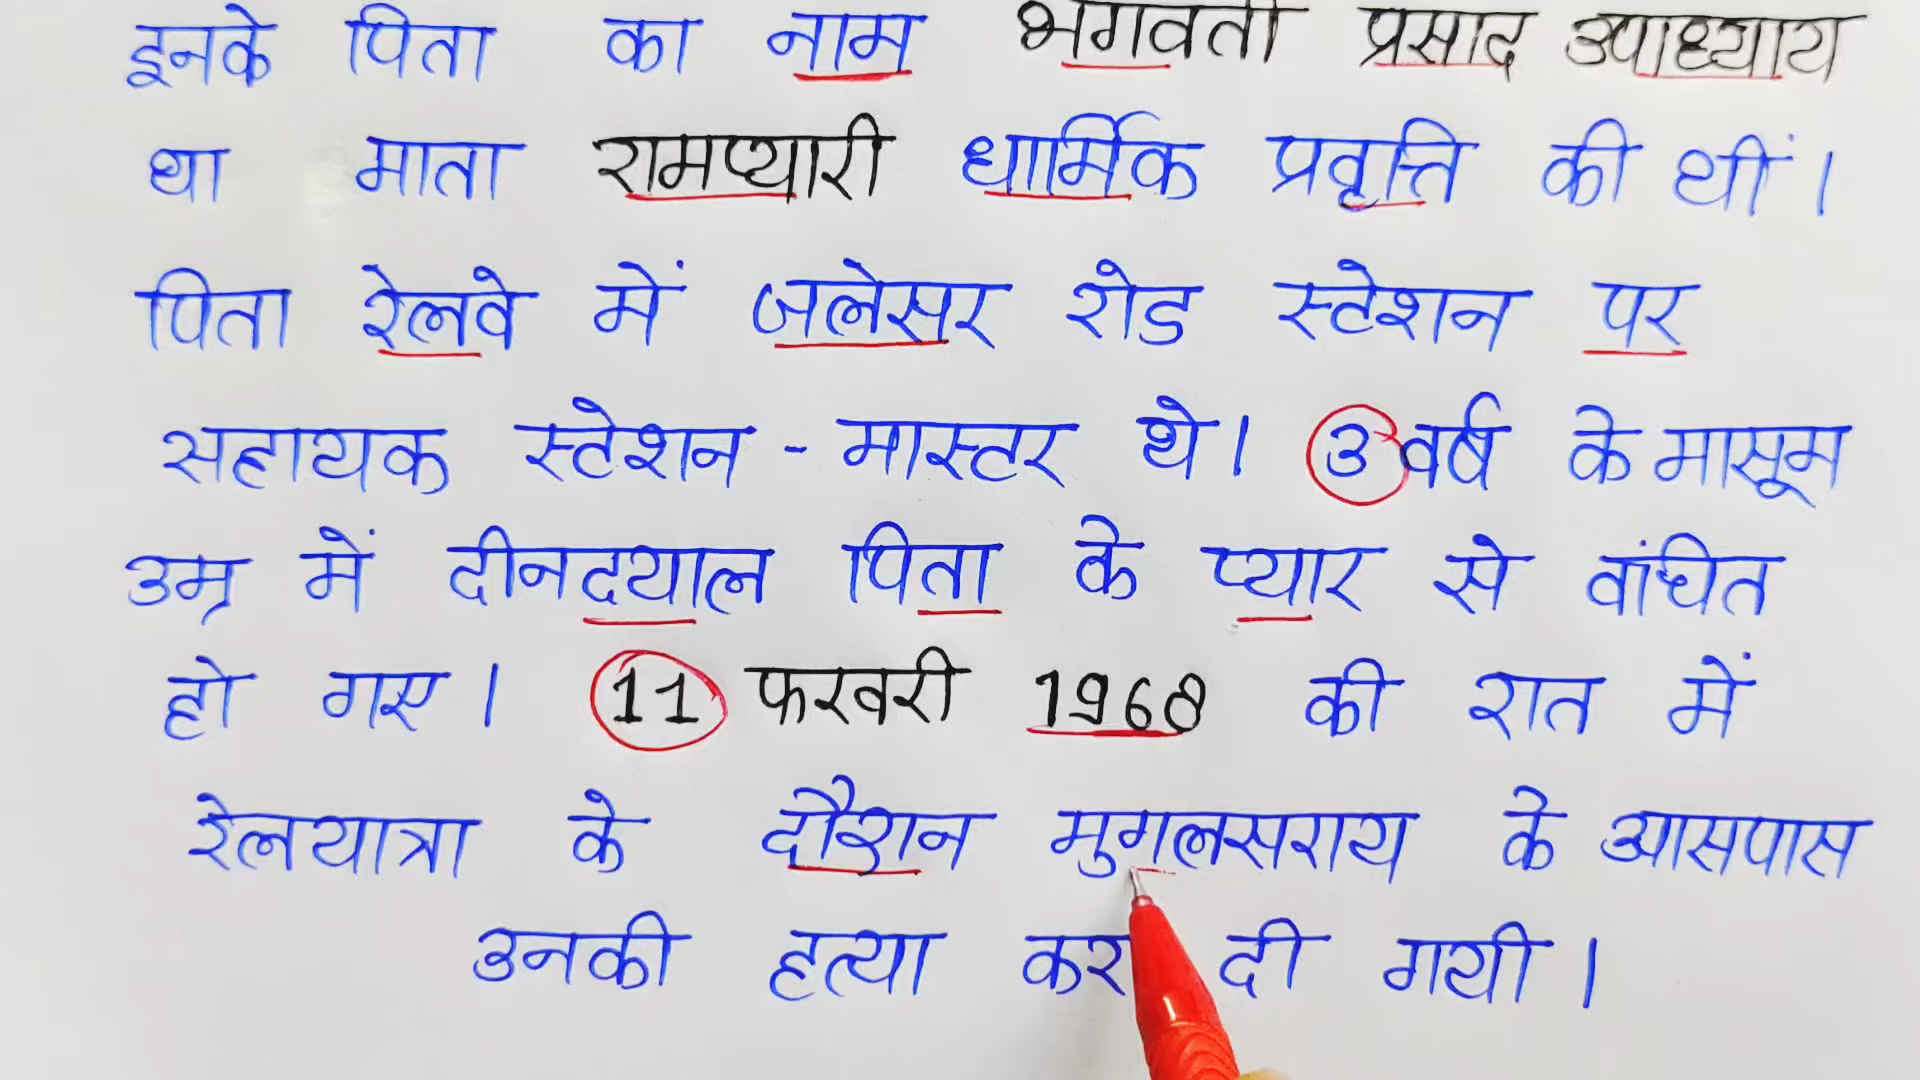 इनके पिता का नाम भगवती प्रसाद उपाध्याय
था माता रामप्यारी धार्मिक प्रवृत्ति की थीं।
पिता रेलवे में जलेसर रोड स्टेशन पर
सहायक स्टेशन - मास्टर थे। 3 वर्ष के मासूम
उम्र में दीनदयाल पिता के प्यार से वंचित
हो गए। 11 फरवरी 1968 की रात में
रेलयात्रा के दौरान मुगलसराय के आसपास
उनकी हत्या कर दी गयी।